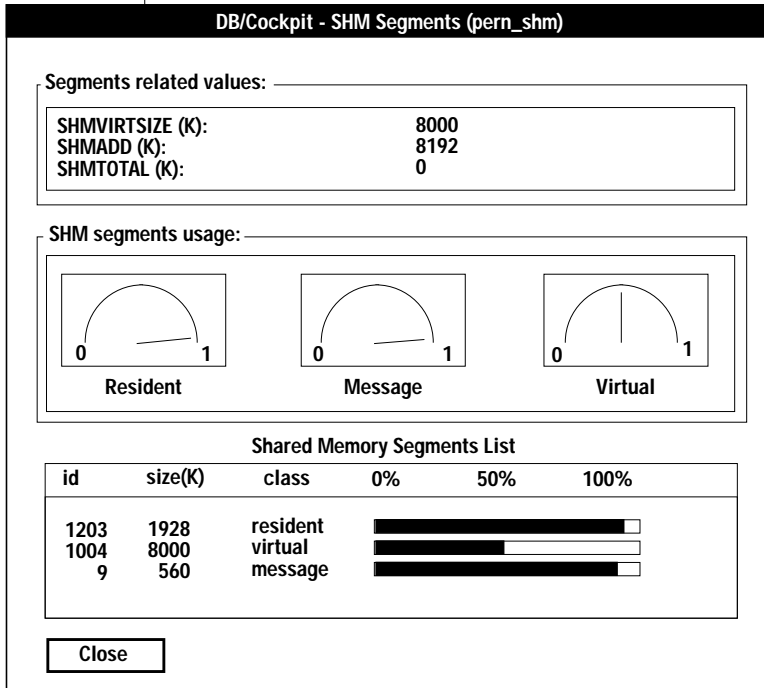 DB/Cockpit - SHM Segments (pern_shm)
Segments related values:
SHMVIRTSIZE (K): 8000
SHMADD (K): 8192
SHMTOTAL (K): 0
SHM segments usage:
0 1 0 1 0 1
Resident Message Virtual
Shared Memory Segments List
id size(K) class 0% 50% 100%
1203 1928 resident
1004 8000 virtual
9 560 message
Close